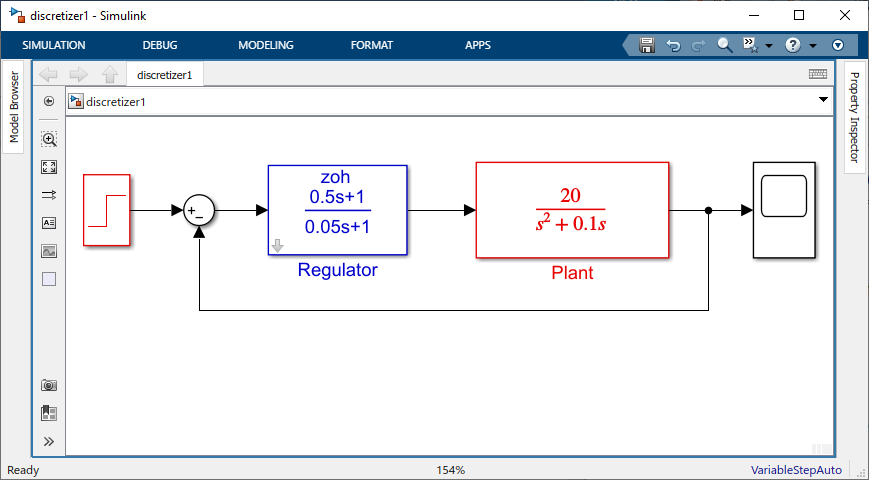 discretizer1 - Simulink
SIMULATION DEBUG MODELING FORMAT APPS
?
discretizer1
Model Browser
Property Inspector
discretizer1
zoh
0.5s+1
0.05s+1
Regulator
20
s² + 0.1s
Plant
+
−
A
Ready 154% VariableStepAuto